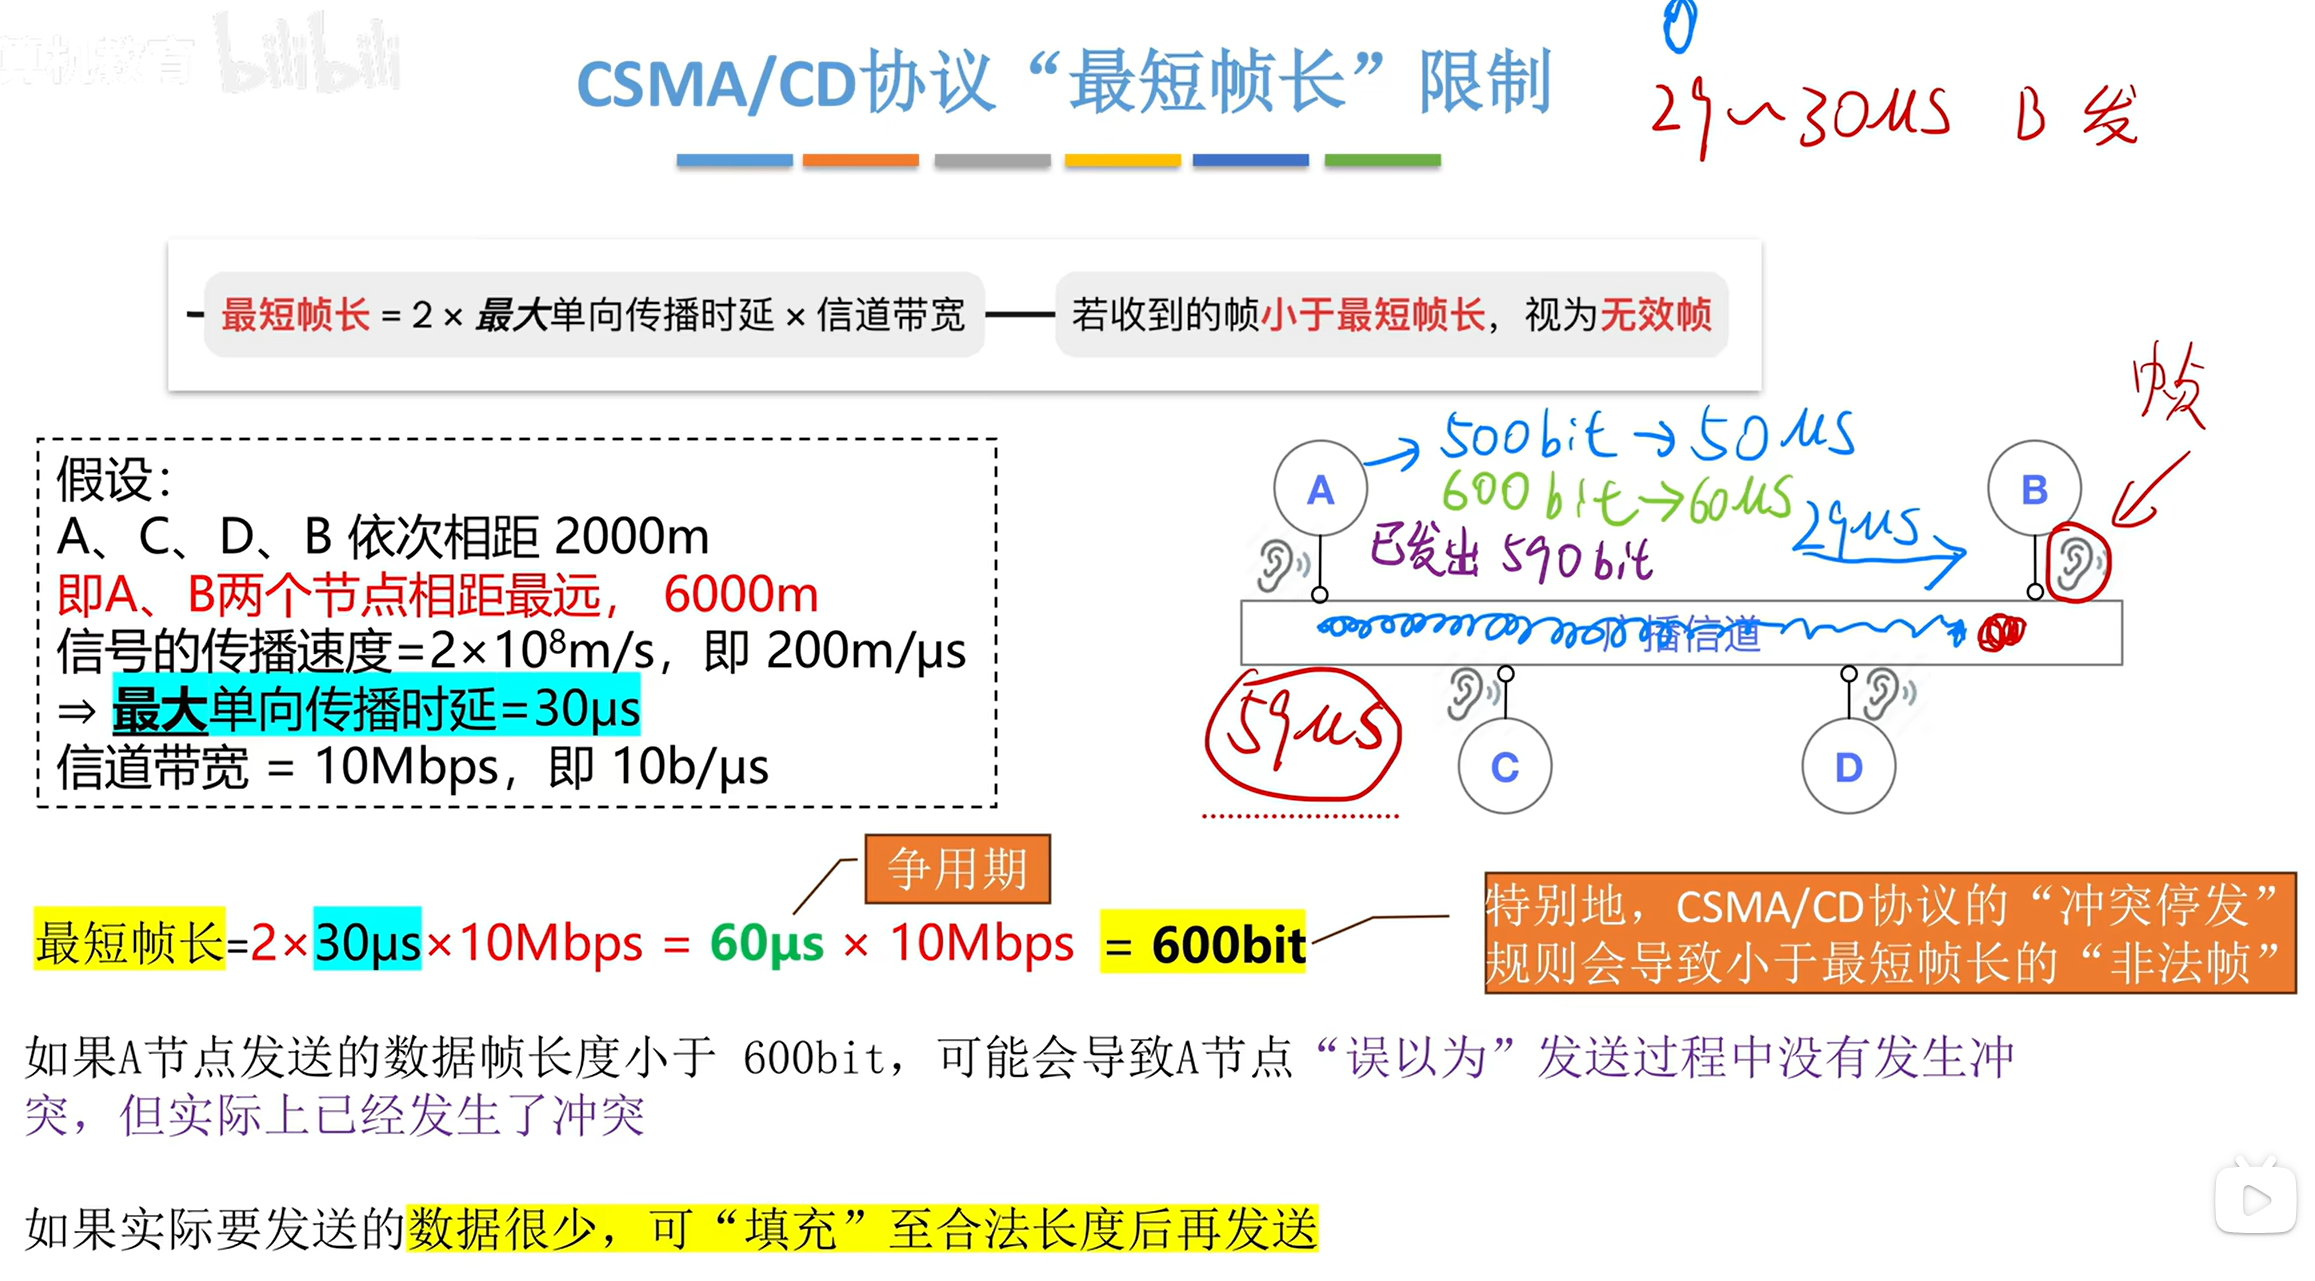 算机教育 bilibili
CSMA/CD协议“最短帧长”限制
29~30μs B 发
最短帧长 = 2 × 最大单向传播时延 × 信道带宽
若收到的帧小于最短帧长，视为无效帧
帧
假设：
A、C、D、B 依次相距 2000m
即A、B两个节点相距最远， 6000m
信号的传播速度=2×10⁸m/s，即 200m/μs
⇒ 最大单向传播时延=30μs
信道带宽 = 10Mbps，即 10b/μs
A
500bit → 50μs
600bit → 60μs
已发出 590bit
29μs
B
广播信道
59μs
C
D
争用期
最短帧长=2×30μs×10Mbps = 60μs × 10Mbps = 600bit
特别地，CSMA/CD协议的“冲突停发”
规则会导致小于最短帧长的“非法帧”
如果A节点发送的数据帧长度小于 600bit，可能会导致A节点“误以为”发送过程中没有发生冲
突，但实际上已经发生了冲突
如果实际要发送的数据很少，可“填充”至合法长度后再发送